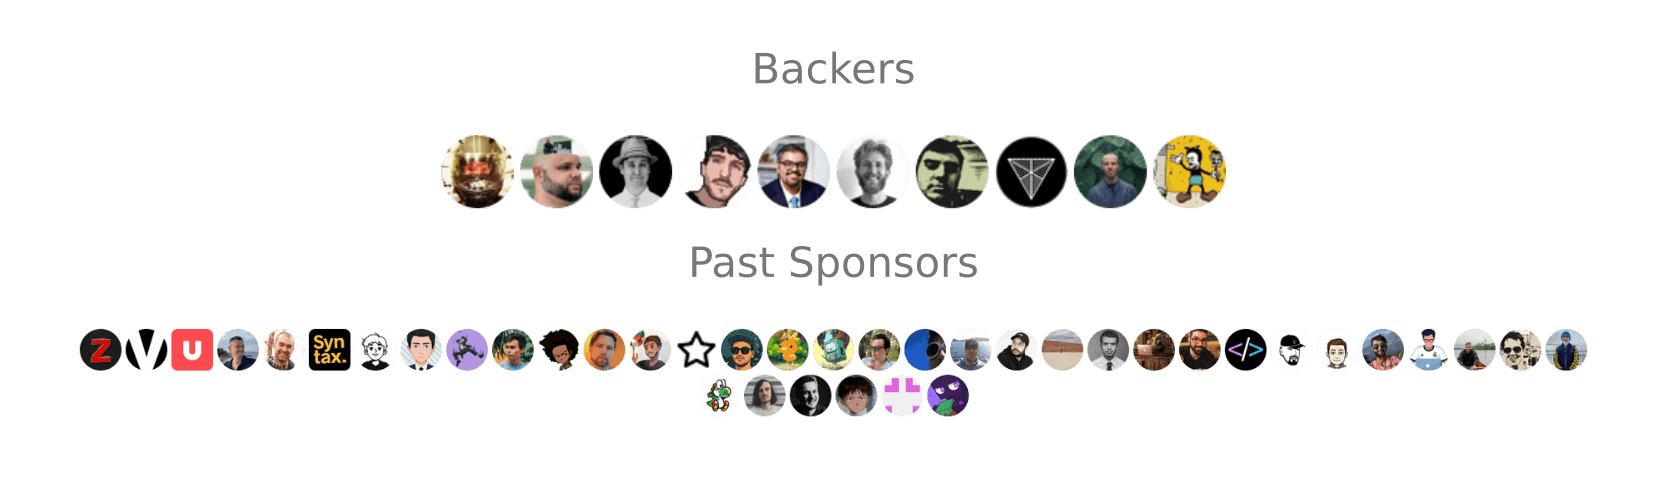 Backers
Past Sponsors
Z
V
U
Syn
tax.
</>